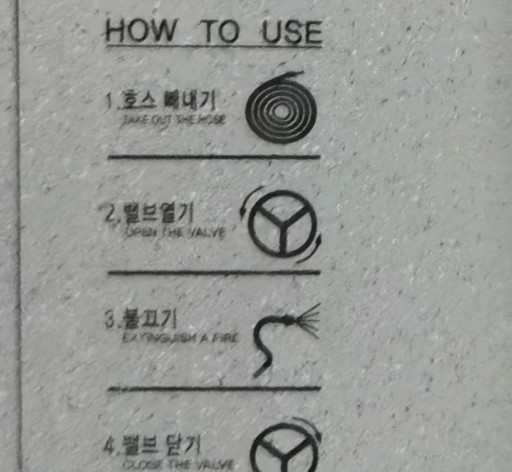 HOW TO USE
1.호스 빼내기
TAKE OUT THE HOSE
2.밸브열기
OPEN THE VALVE
3.불끄기
EXTINGUISH A FIRE
4.밸브 닫기
CLOSE THE VALVE